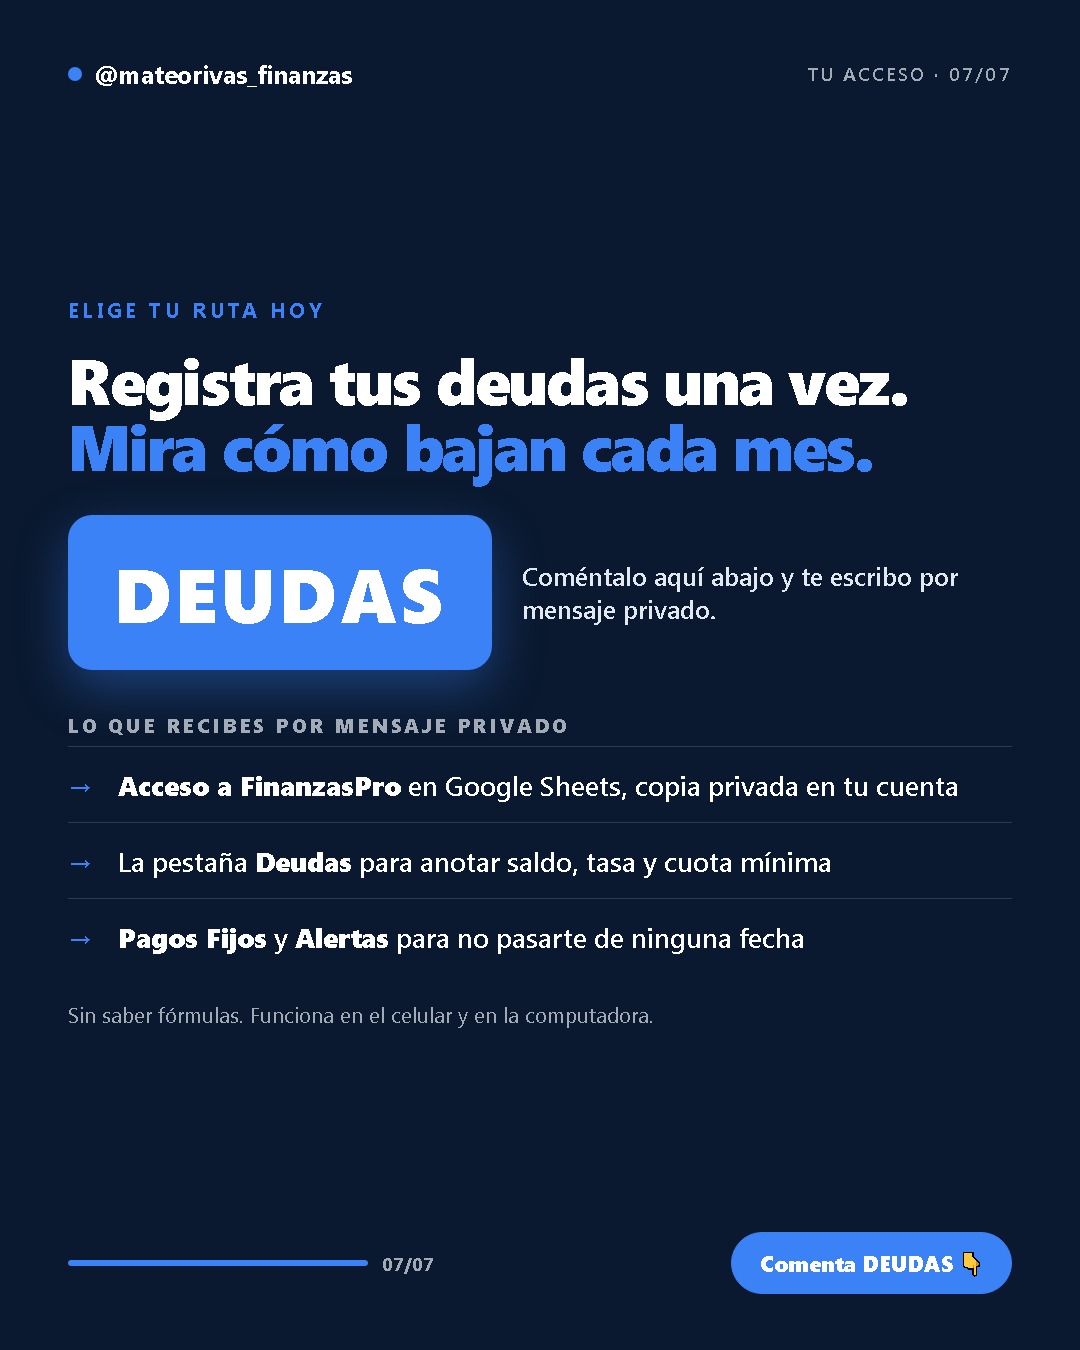 @mateorivas_finanzas
TU ACCESO · 07/07
ELIGE TU RUTA HOY
Registra tus deudas una vez.
Mira cómo bajan cada mes.
DEUDAS
Coméntalo aquí abajo y te escribo por
mensaje privado.
LO QUE RECIBES POR MENSAJE PRIVADO
→ Acceso a FinanzasPro en Google Sheets, copia privada en tu cuenta
→ La pestaña Deudas para anotar saldo, tasa y cuota mínima
→ Pagos Fijos y Alertas para no pasarte de ninguna fecha
Sin saber fórmulas. Funciona en el celular y en la computadora.
07/07
Comenta DEUDAS 👇